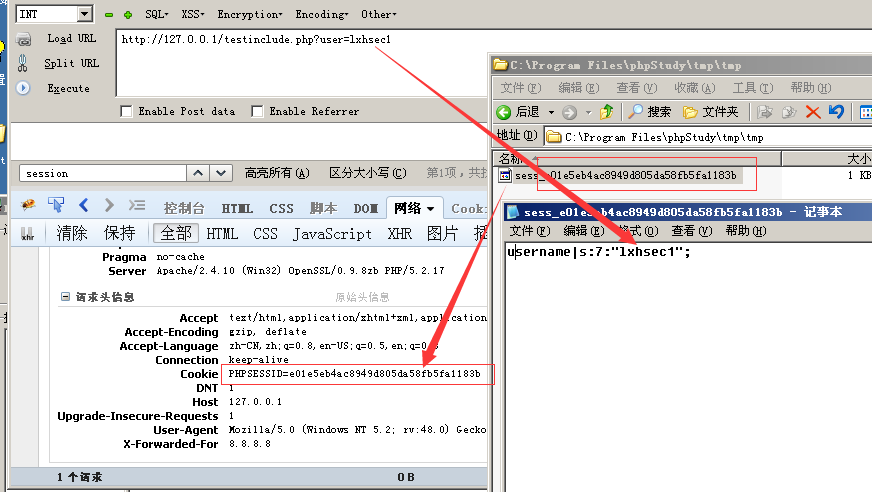 INT SQL▾ XSS▾ Encryption▾ Encoding▾ Other▾
Load URL
http://127.0.0.1/testinclude.php?user=lxhsec1
Split URL
Execute
Enable Post data Enable Referrer
session 高亮所有(A) 区分大小写(C) 第1项，共
控制台 HTML CSS 脚本 DOM 网络 Cook
清除 保持 全部 HTML CSS JavaScript XHR 图片
Pragma no-cache
Server Apache/2.4.10 (Win32) OpenSSL/0.9.8zb PHP/5.2.17
请求头信息 原始头信息
Accept text/html,application/xhtml+xml,application
Accept-Encoding gzip, deflate
Accept-Language zh-CN,zh;q=0.8,en-US;q=0.5,en;q=0.3
Connection keep-alive
Cookie PHPSESSID=e01e5eb4ac8949d805da58fb5fa1183b
DNT 1
Host 127.0.0.1
Upgrade-Insecure-Requests 1
User-Agent Mozilla/5.0 (Windows NT 5.2; rv:48.0) Gecko
X-Forwarded-For 8.8.8.8
1 个请求 0 B
C:\Program Files\phpStudy\tmp\tmp
文件(F) 编辑(E) 查看(V) 收藏(A) 工具(T) 帮助(H)
后退 搜索 文件夹
地址(D) C:\Program Files\phpStudy\tmp\tmp
名称 大小
sess_e01e5eb4ac8949d805da58fb5fa1183b 1 KB
sess_e01e5eb4ac8949d805da58fb5fa1183b - 记事本
文件(F) 编辑(E) 格式(O) 查看(V) 帮助(H)
username|s:7:"lxhsec1";